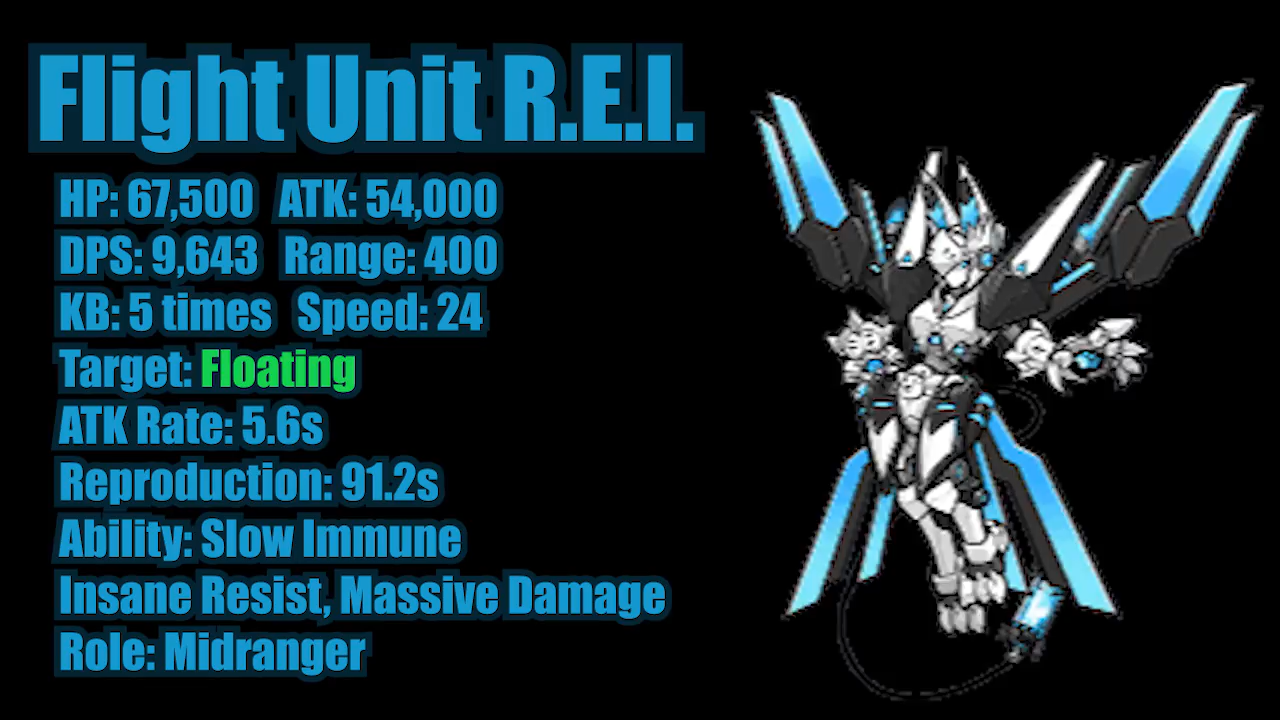 Flight Unit R.E.I.
HP: 67,500 ATK: 54,000
DPS: 9,643 Range: 400
KB: 5 times Speed: 24
Target: Floating
ATK Rate: 5.6s
Reproduction: 91.2s
Ability: Slow Immune
Insane Resist, Massive Damage
Role: Midranger